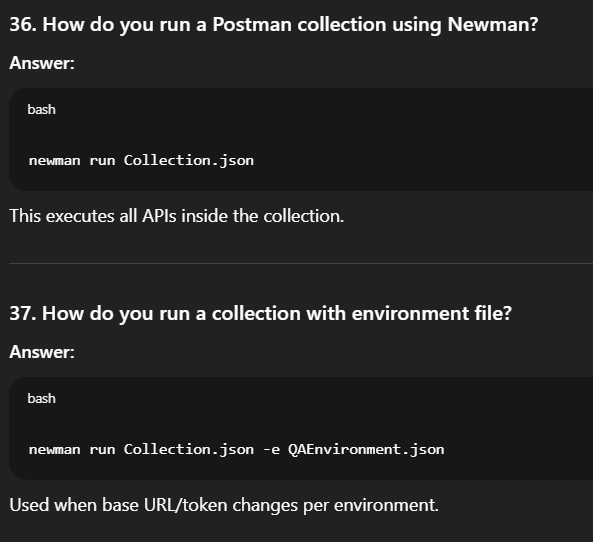 36. How do you run a Postman collection using Newman?
Answer:
bash
newman run Collection.json
This executes all APIs inside the collection.
37. How do you run a collection with environment file?
Answer:
bash
newman run Collection.json -e QAEnvironment.json
Used when base URL/token changes per environment.